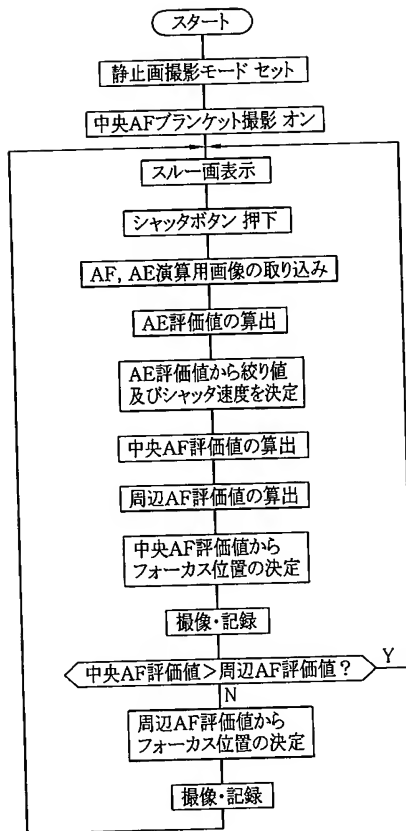 スタート
静止画撮影モード セット
中央AFブランケット撮影 オン
スルー画表示
シャッタボタン 押下
AF, AE演算用画像の取り込み
AE評価値の算出
AE評価値から絞り値
及びシャッタ速度を決定
中央AF評価値の算出
周辺AF評価値の算出
中央AF評価値から
フォーカス位置の決定
撮像・記録
中央AF評価値>周辺AF評価値?
Y
N
周辺AF評価値から
フォーカス位置の決定
撮像・記録